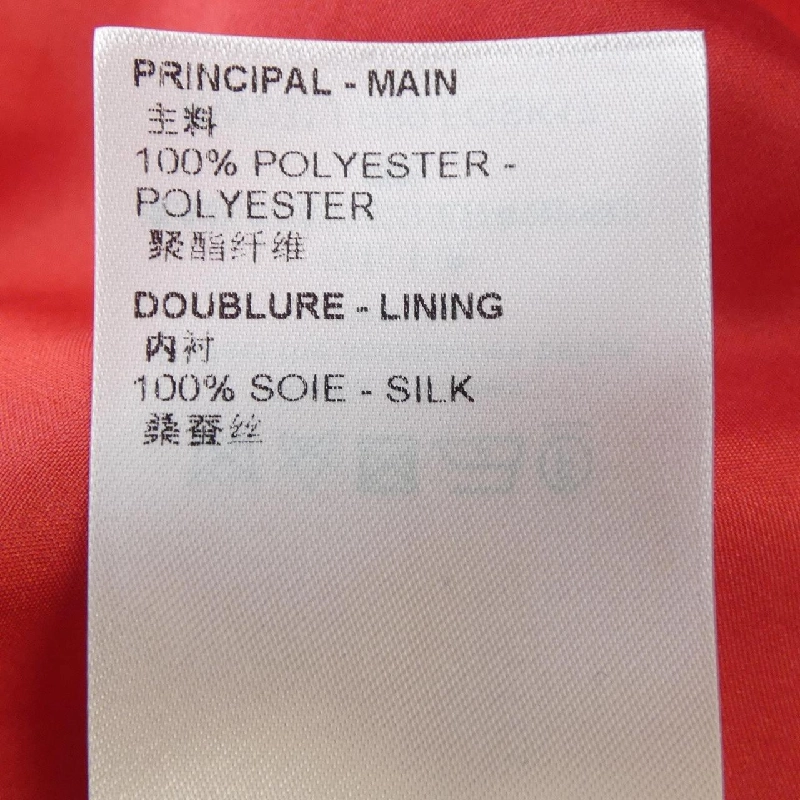 PRINCIPAL - MAIN
主料
100% POLYESTER -
POLYESTER
聚酯纤维
DOUBLURE - LINING
内衬
100% SOIE - SILK
桑蚕丝